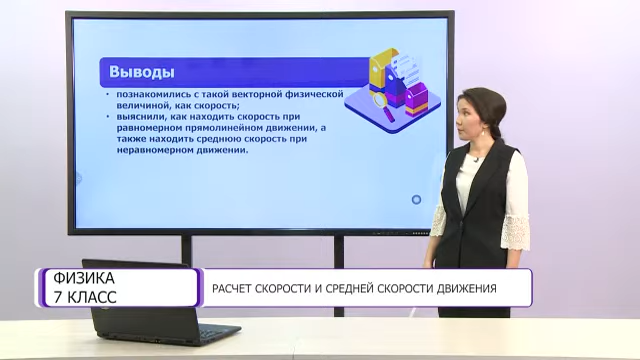 Выводы
• познакомились с такой векторной физической
величиной, как скорость;
• выяснили, как находить скорость при
равномерном прямолинейном движении, а
также находить среднюю скорость при
неравномерном движении.
ФИЗИКА
7 КЛАСС
РАСЧЕТ СКОРОСТИ И СРЕДНЕЙ СКОРОСТИ ДВИЖЕНИЯ